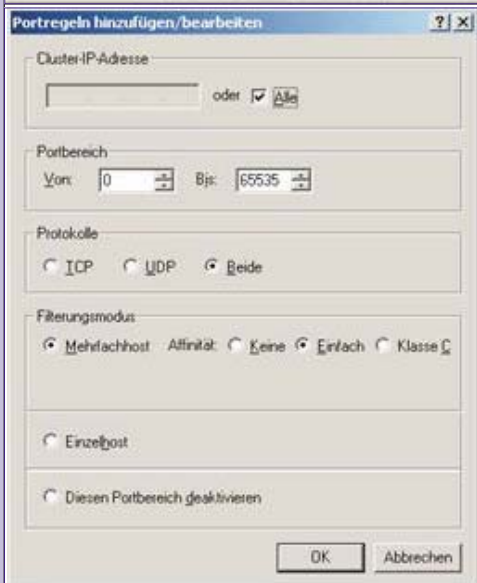 Portregeln hinzufügen/bearbeiten
Cluster-IP-Adresse
oder Alle
Portbereich
Von: 0 Bis: 65535
Protokolle
TCP UDP Beide
Filterungsmodus
Mehrfachhost Affinität: Keine Einfach Klasse C
Einzelhost
Diesen Portbereich deaktivieren
OK Abbrechen